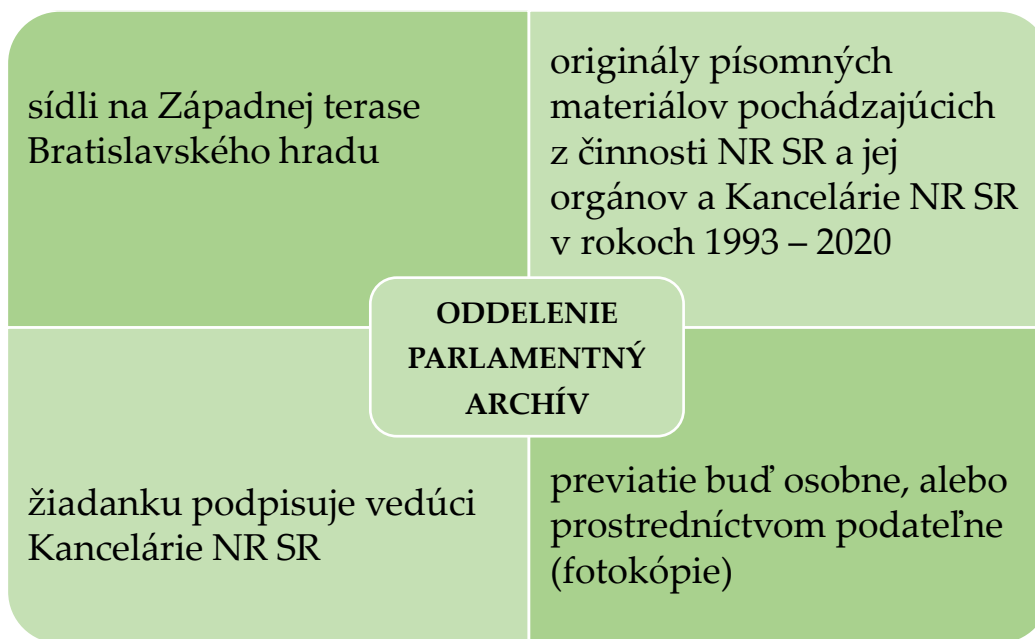 sídli na Západnej terase
Bratislavského hradu
originály písomných
materiálov pochádzajúcich
z činnosti NR SR a jej
orgánov a Kancelárie NR SR
v rokoch 1993 – 2020
ODDELENIE
PARLAMENTNÝ
ARCHÍV
žiadanku podpisuje vedúci
Kancelárie NR SR
previatie buď osobne, alebo
prostredníctvom podateľne
(fotokópie)